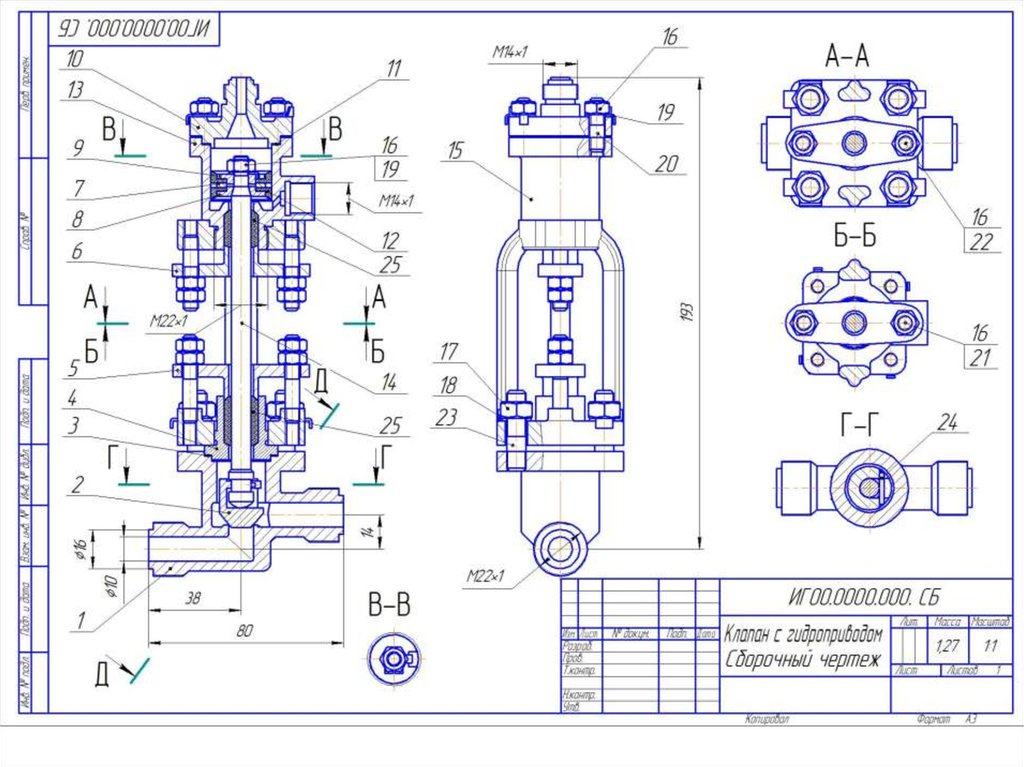 ИГ00.0000.000. СБ
Перв. примен.
Справ. №
Подп. и дата
Инв. № дубл.
Взам. инв. №
Подп. и дата
Инв. № подл.
10
13
11
В
В
9
16
19
7
М14×1
8
12
6
25
А
А
М22×1
Б
Б
5
14
Д
4
25
3
Г
Г
2
14
ϕ16
ϕ10
38
1
80
Д
В-В
М14×1
16
19
15
20
193
17
18
23
М22×1
А-А
16
22
Б-Б
16
21
Г-Г
24
ИГ00.0000.000. СБ
Клапан с гидроприводом
Сборочный чертеж
Лит. Масса Масштаб
1,27 1:1
Лист Листов 1
Изм. Лист № докум. Подп. Дата
Разраб.
Пров.
Т.контр.
Н.контр.
Утв.
Копировал Формат А3